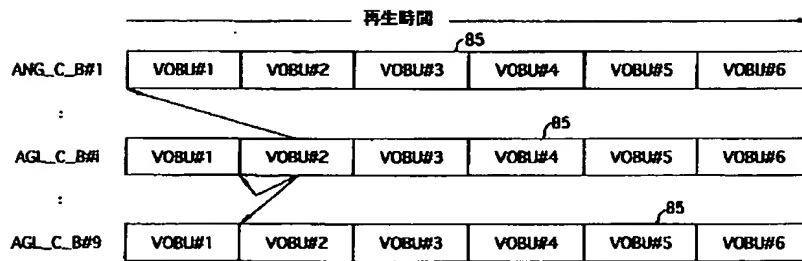 再生時間
85
ANG_C_B#1 VOBU#1 VOBU#2 VOBU#3 VOBU#4 VOBU#5 VOBU#6
:
85
AGL_C_B#i VOBU#1 VOBU#2 VOBU#3 VOBU#4 VOBU#5 VOBU#6
:
85
AGL_C_B#9 VOBU#1 VOBU#2 VOBU#3 VOBU#4 VOBU#5 VOBU#6